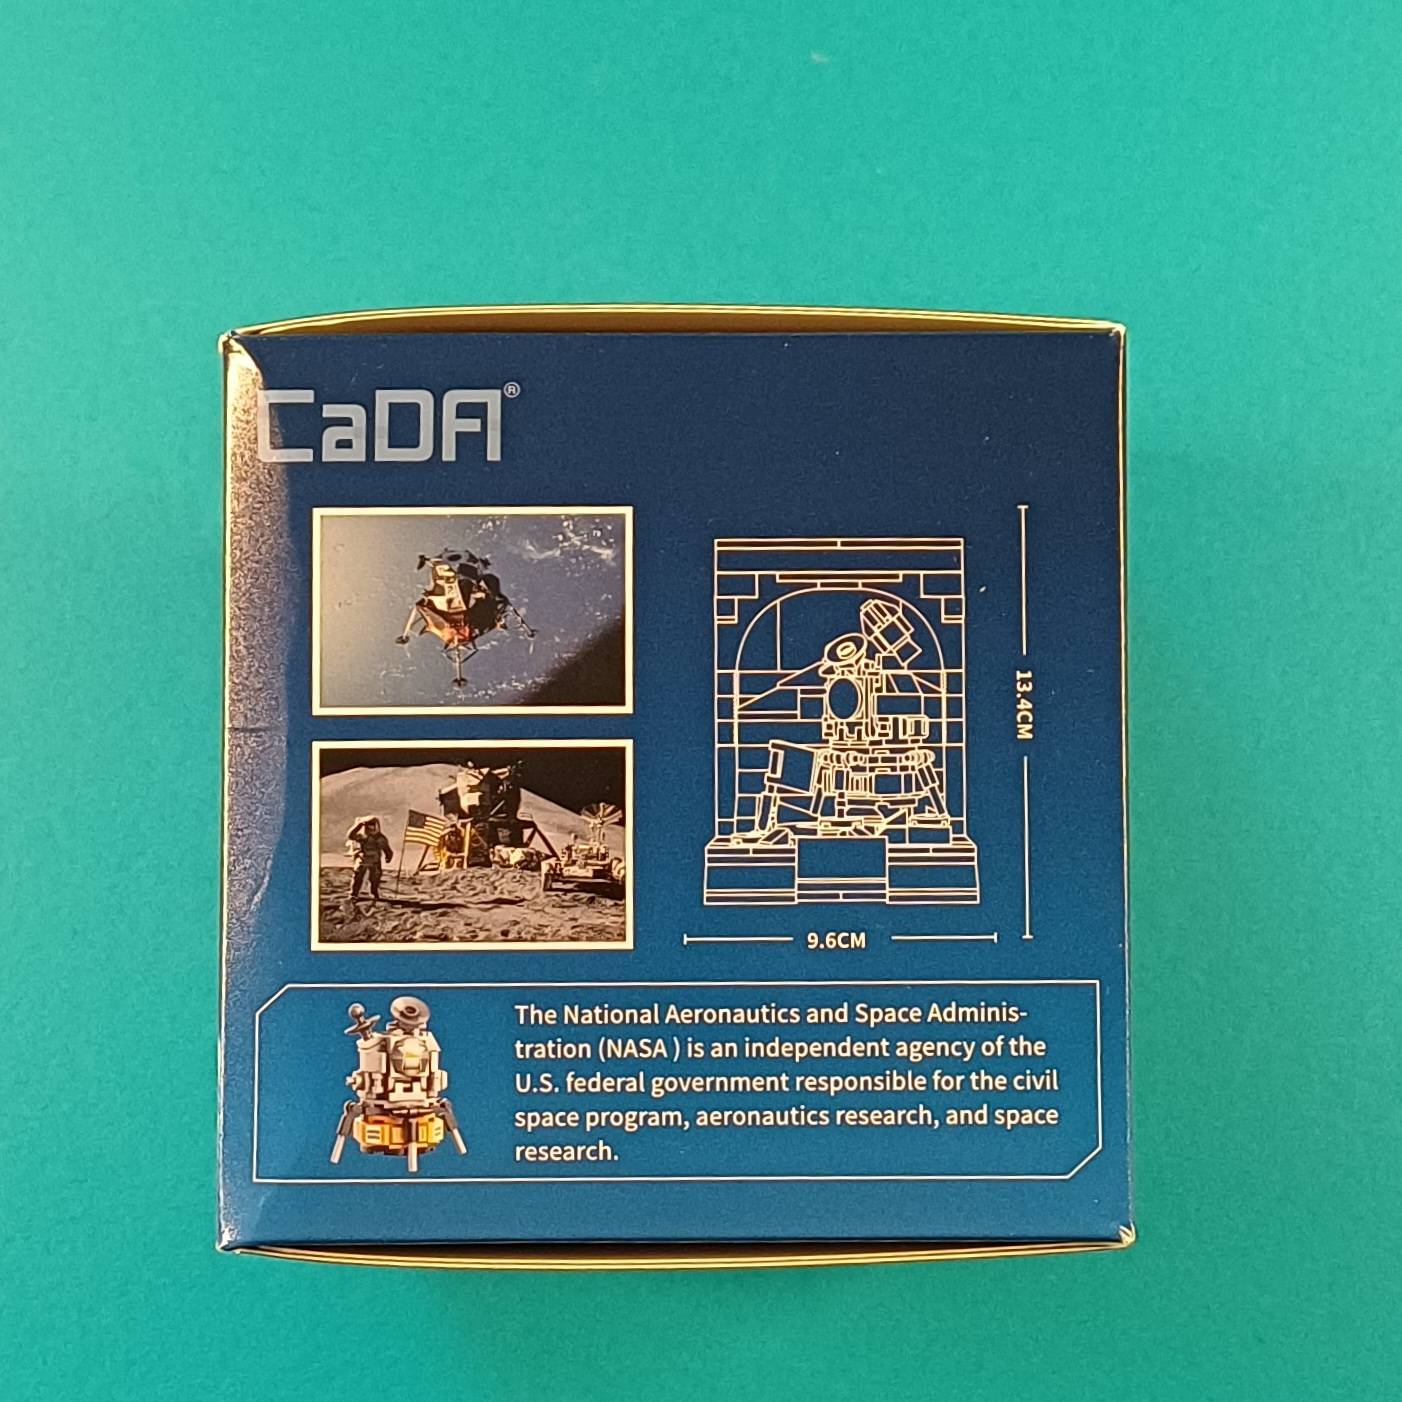 CaDA®
13.4CM
9.6CM
The National Aeronautics and Space Adminis-
tration (NASA ) is an independent agency of the
U.S. federal government responsible for the civil
space program, aeronautics research, and space
research.